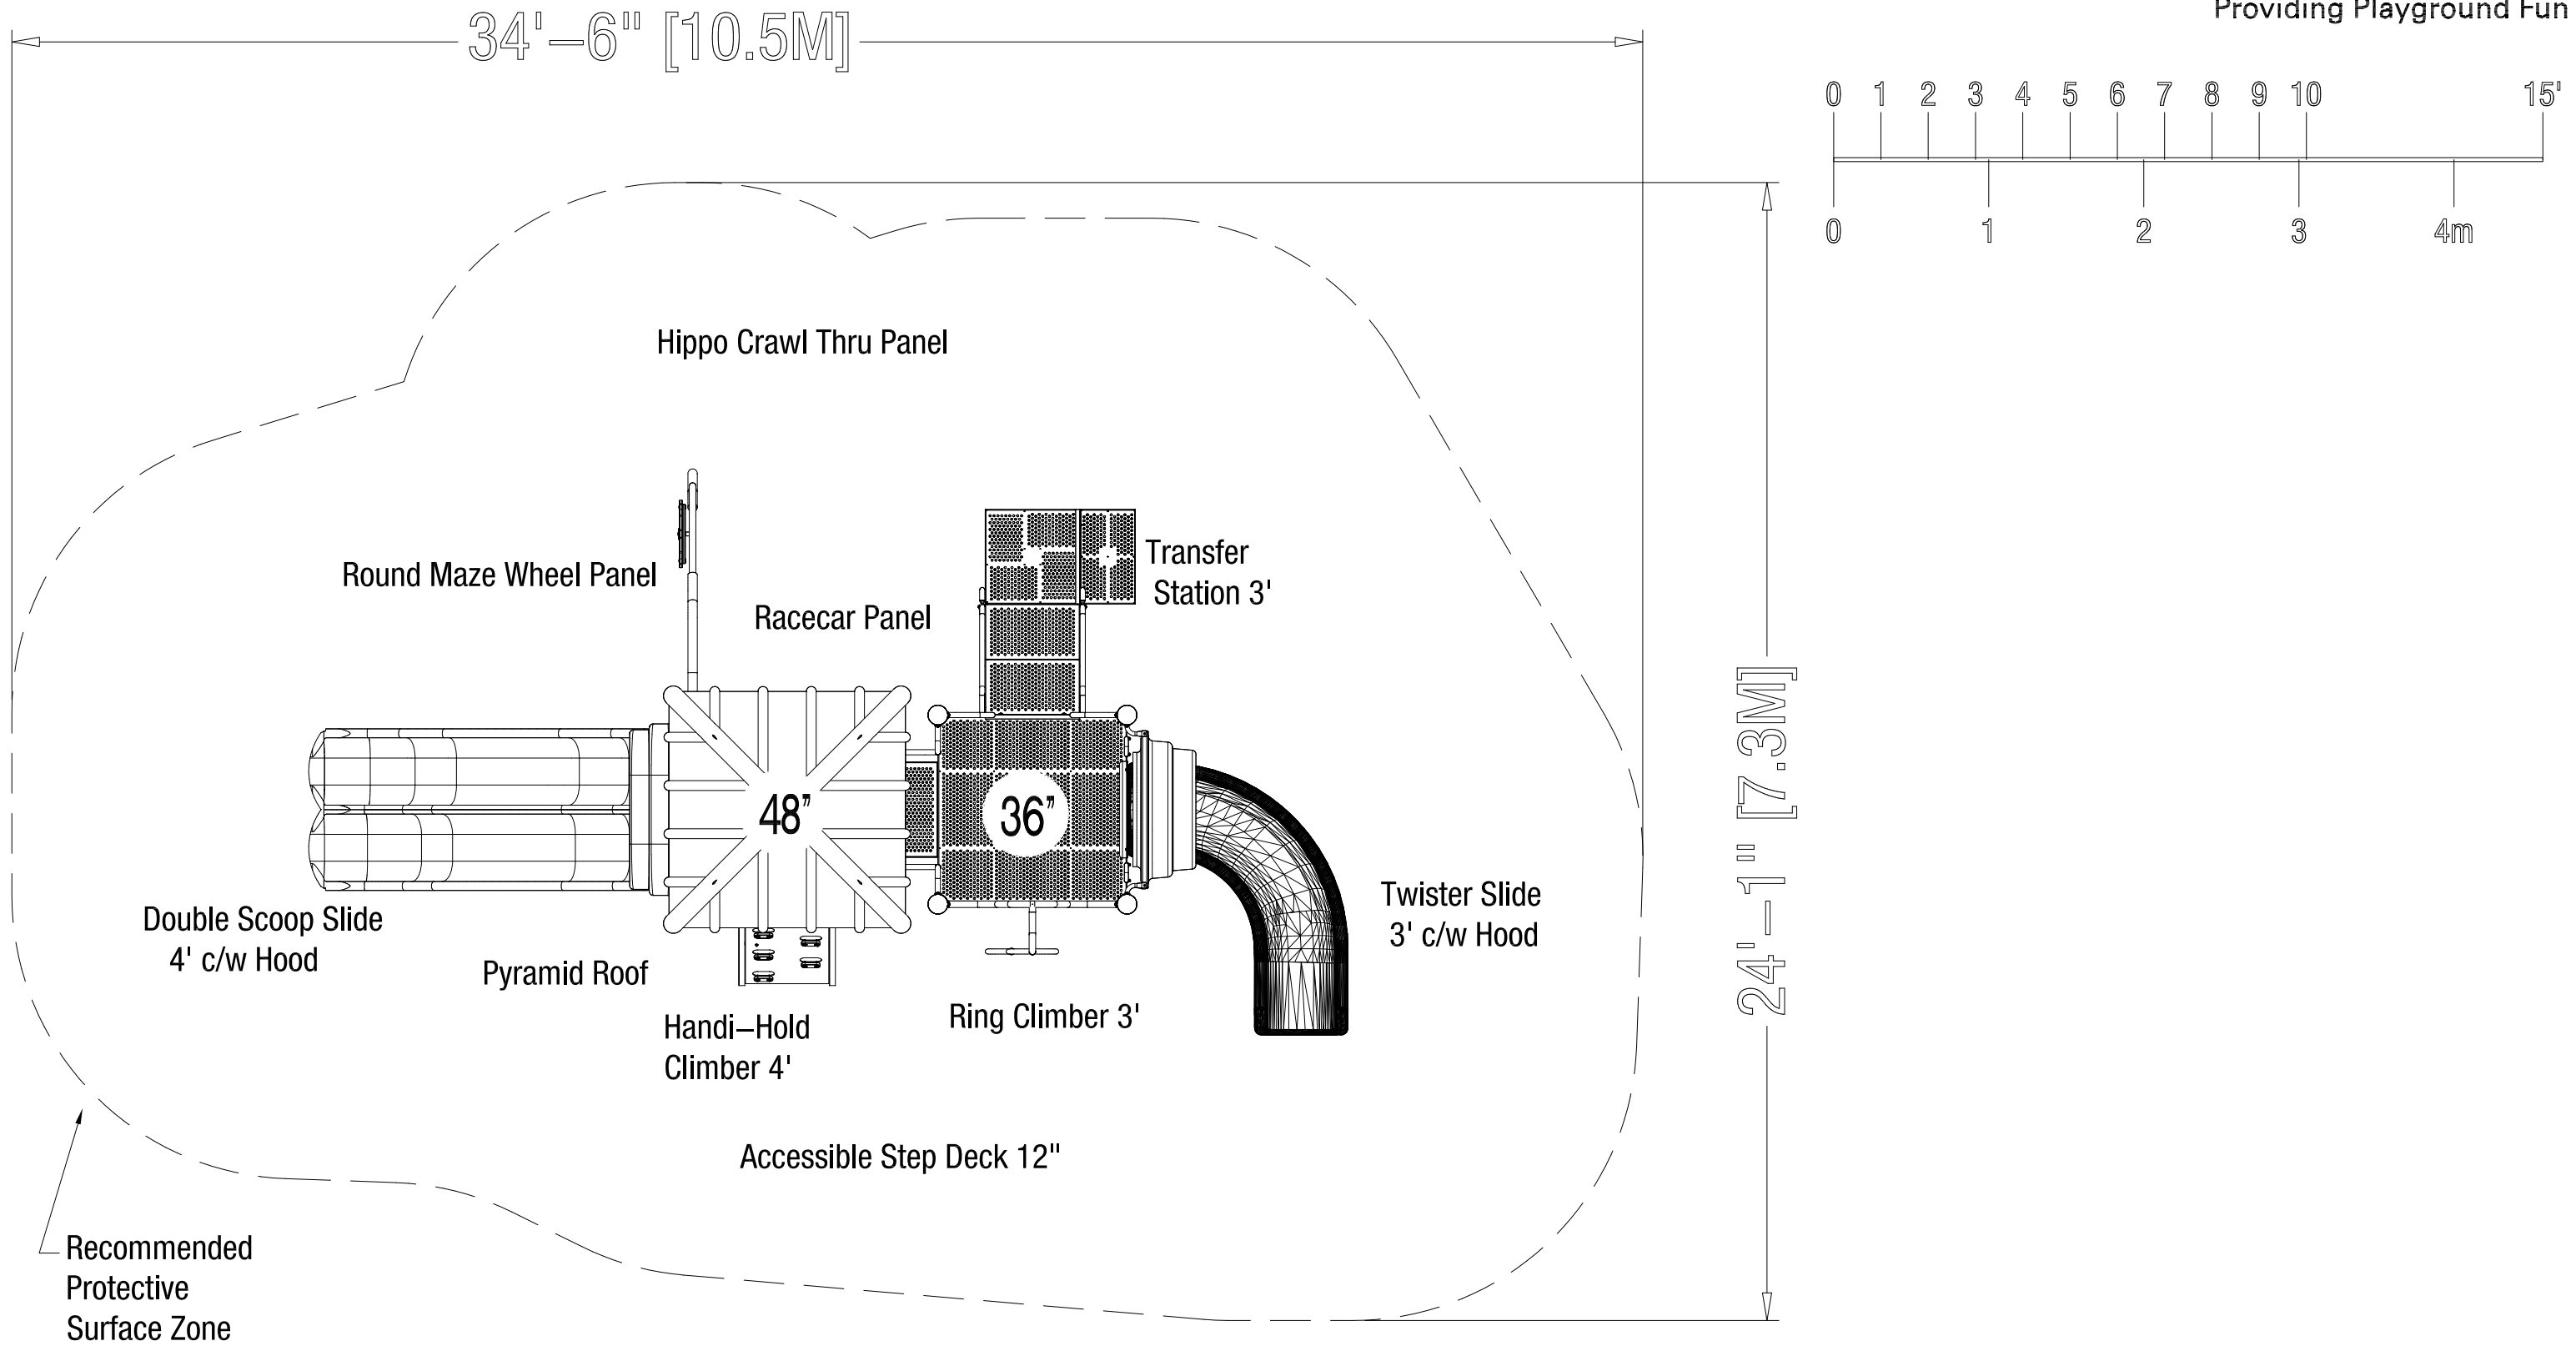 Providing Playground Fun
34'–6" [10.5M]
0 1 2 3 4 5 6 7 8 9 10 15'
0 1 2 3 4m
Hippo Crawl Thru Panel
Round Maze Wheel Panel
Transfer
Station 3'
Racecar Panel
24'–1" [7.3M]
48"
36"
Double Scoop Slide
4' c/w Hood
Pyramid Roof
Twister Slide
3' c/w Hood
Handi–Hold
Climber 4'
Ring Climber 3'
Accessible Step Deck 12"
Recommended
Protective
Surface Zone